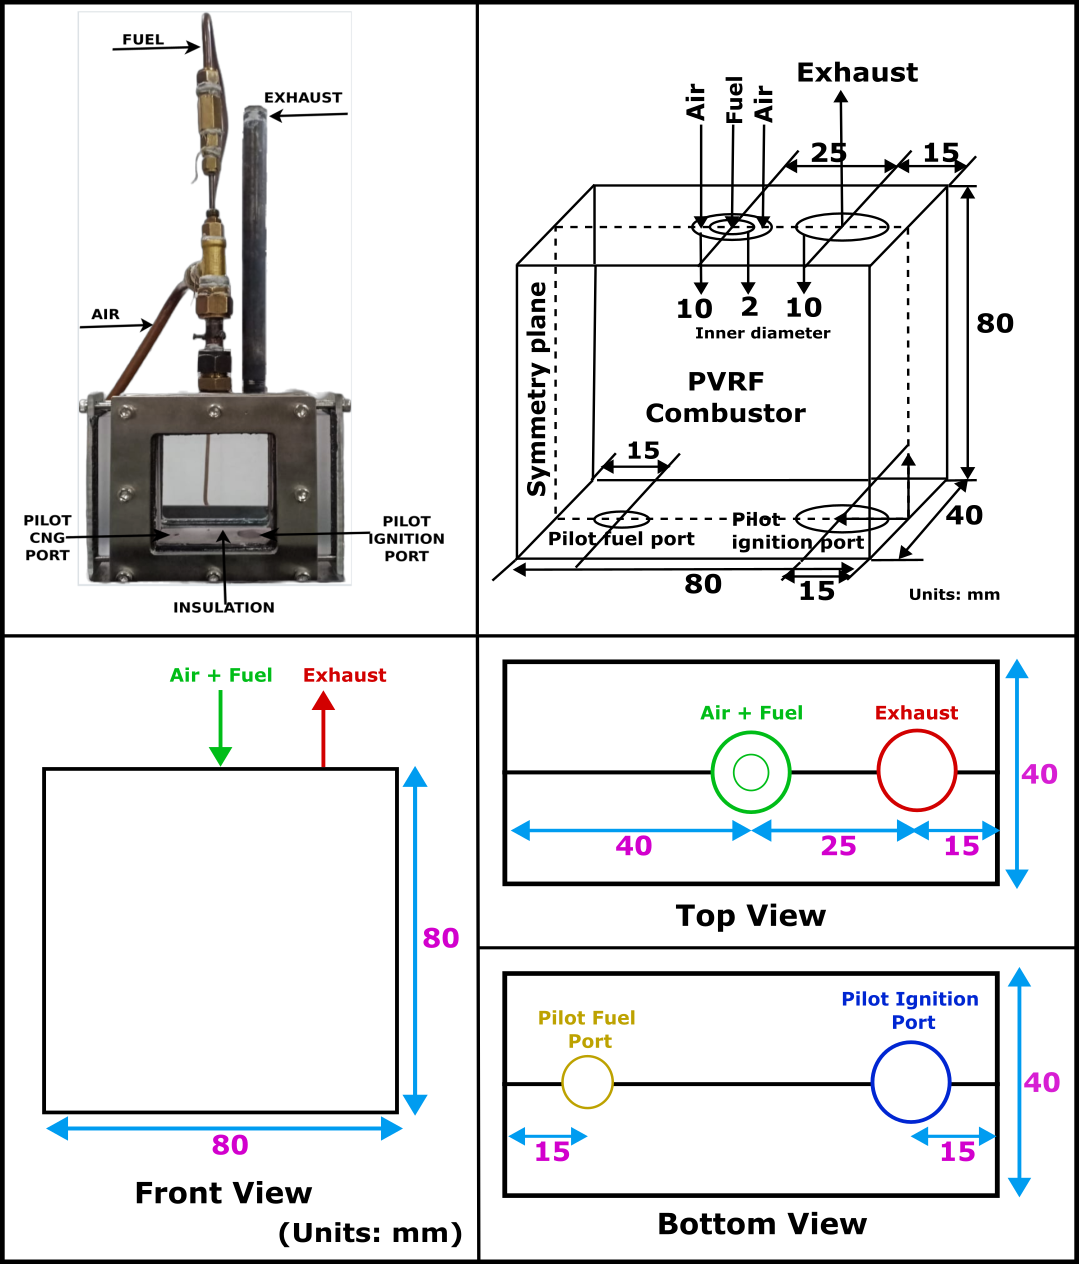 FUEL
EXHAUST
AIR
PILOT
CNG
PORT
PILOT
IGNITION
PORT
INSULATION
Exhaust
Air
Fuel
Air
25
15
10
2
10
Inner diameter
80
Symmetry plane
PVRF
Combustor
15
Pilot fuel port
Pilot
ignition port
40
80
15
Units: mm
Air + Fuel
Exhaust
80
80
Front View
(Units: mm)
Air + Fuel
Exhaust
40
40
25
15
Top View
Pilot Fuel
Port
Pilot Ignition
Port
40
15
15
Bottom View